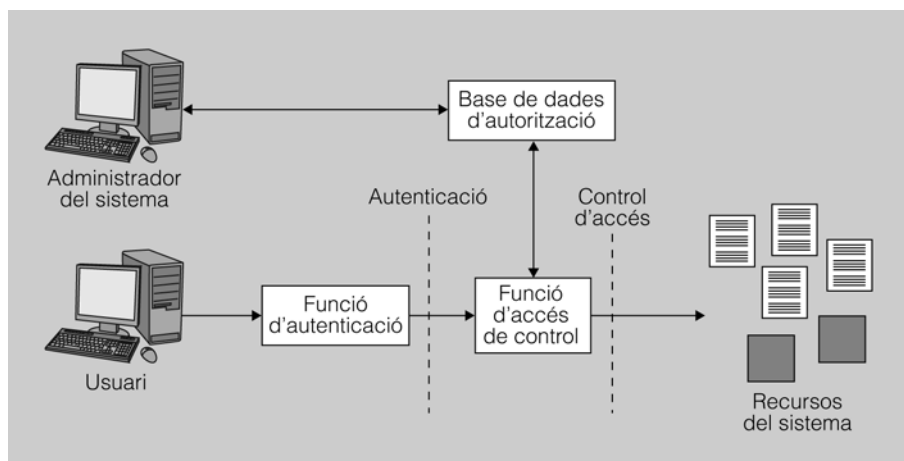 Base de dades
d'autorització
Administrador
del sistema
Autenticació
Control
d'accés
Funció
d'autenticació
Funció
d'accés
de control
Usuari
Recursos
del sistema